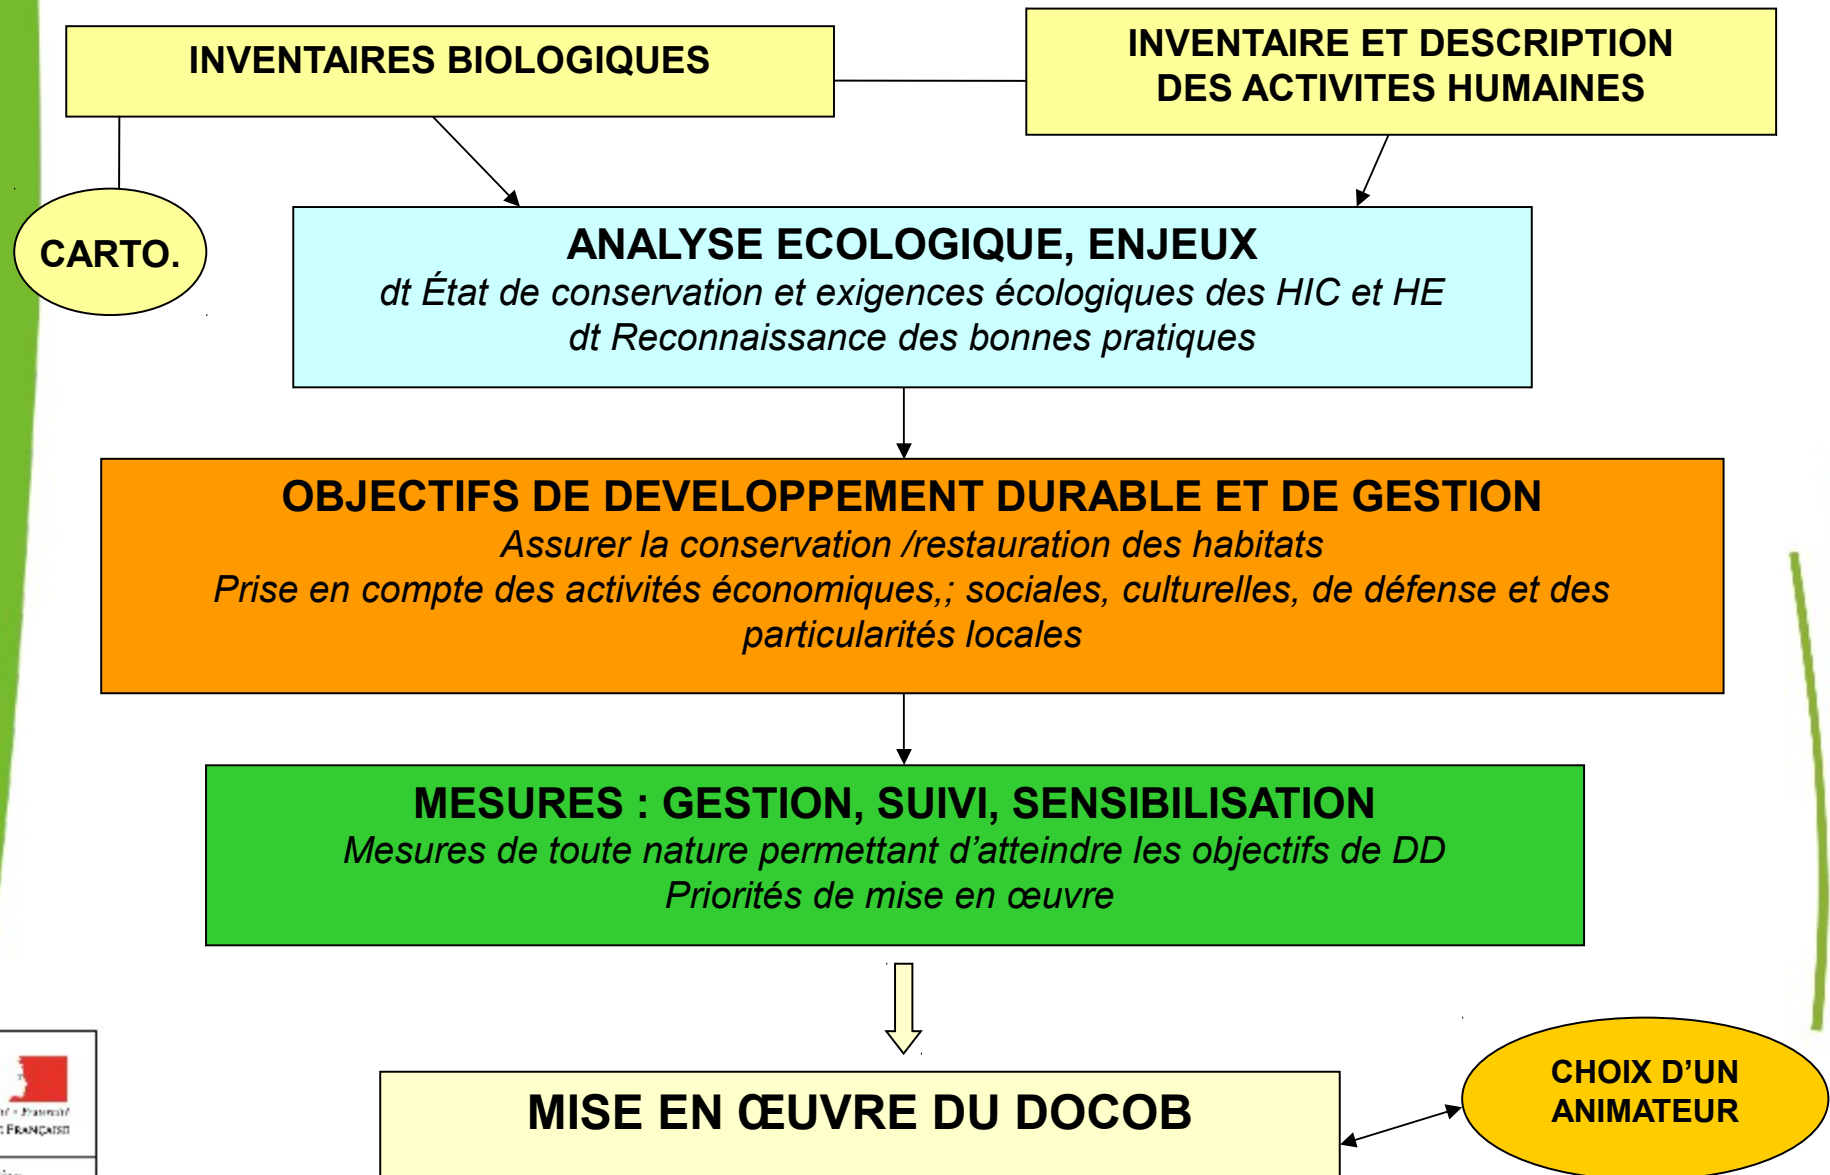 INVENTAIRES BIOLOGIQUES
INVENTAIRE ET DESCRIPTION
DES ACTIVITES HUMAINES
CARTO.
ANALYSE ECOLOGIQUE, ENJEUX
dt État de conservation et exigences écologiques des HIC et HE
dt Reconnaissance des bonnes pratiques
OBJECTIFS DE DEVELOPPEMENT DURABLE ET DE GESTION
Assurer la conservation /restauration des habitats
Prise en compte des activités économiques,; sociales, culturelles, de défense et des
particularités locales
MESURES : GESTION, SUIVI, SENSIBILISATION
Mesures de toute nature permettant d’atteindre les objectifs de DD
Priorités de mise en œuvre
MISE EN ŒUVRE DU DOCOB
CHOIX D’UN
ANIMATEUR
FRANÇAISE